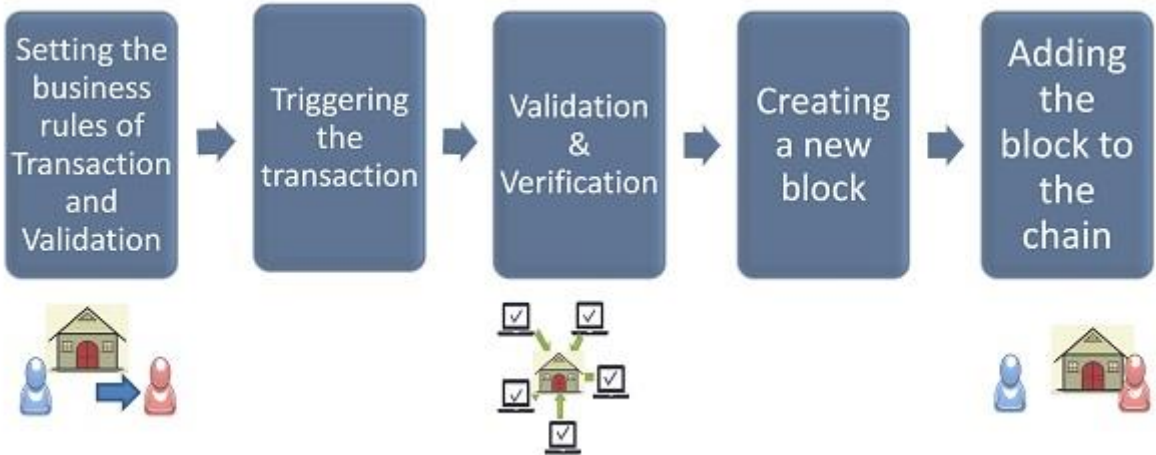 Setting the
business
rules of
Transaction
and
Validation
Triggering
the
transaction
Validation
&
Verification
Creating
a new
block
Adding
the
block to
the
chain